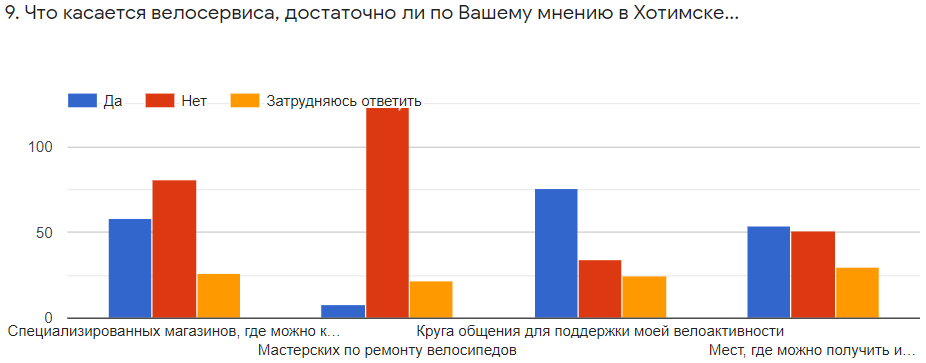 9. Что касается велосервиса, достаточно ли по Вашему мнению в Хотимске...
Да Нет Затрудняюсь ответить
100
50
0
Специализированных магазинов, где можно к…
Круга общения для поддержки моей велоактивности
Мастерских по ремонту велосипедов
Мест, где можно получить и…